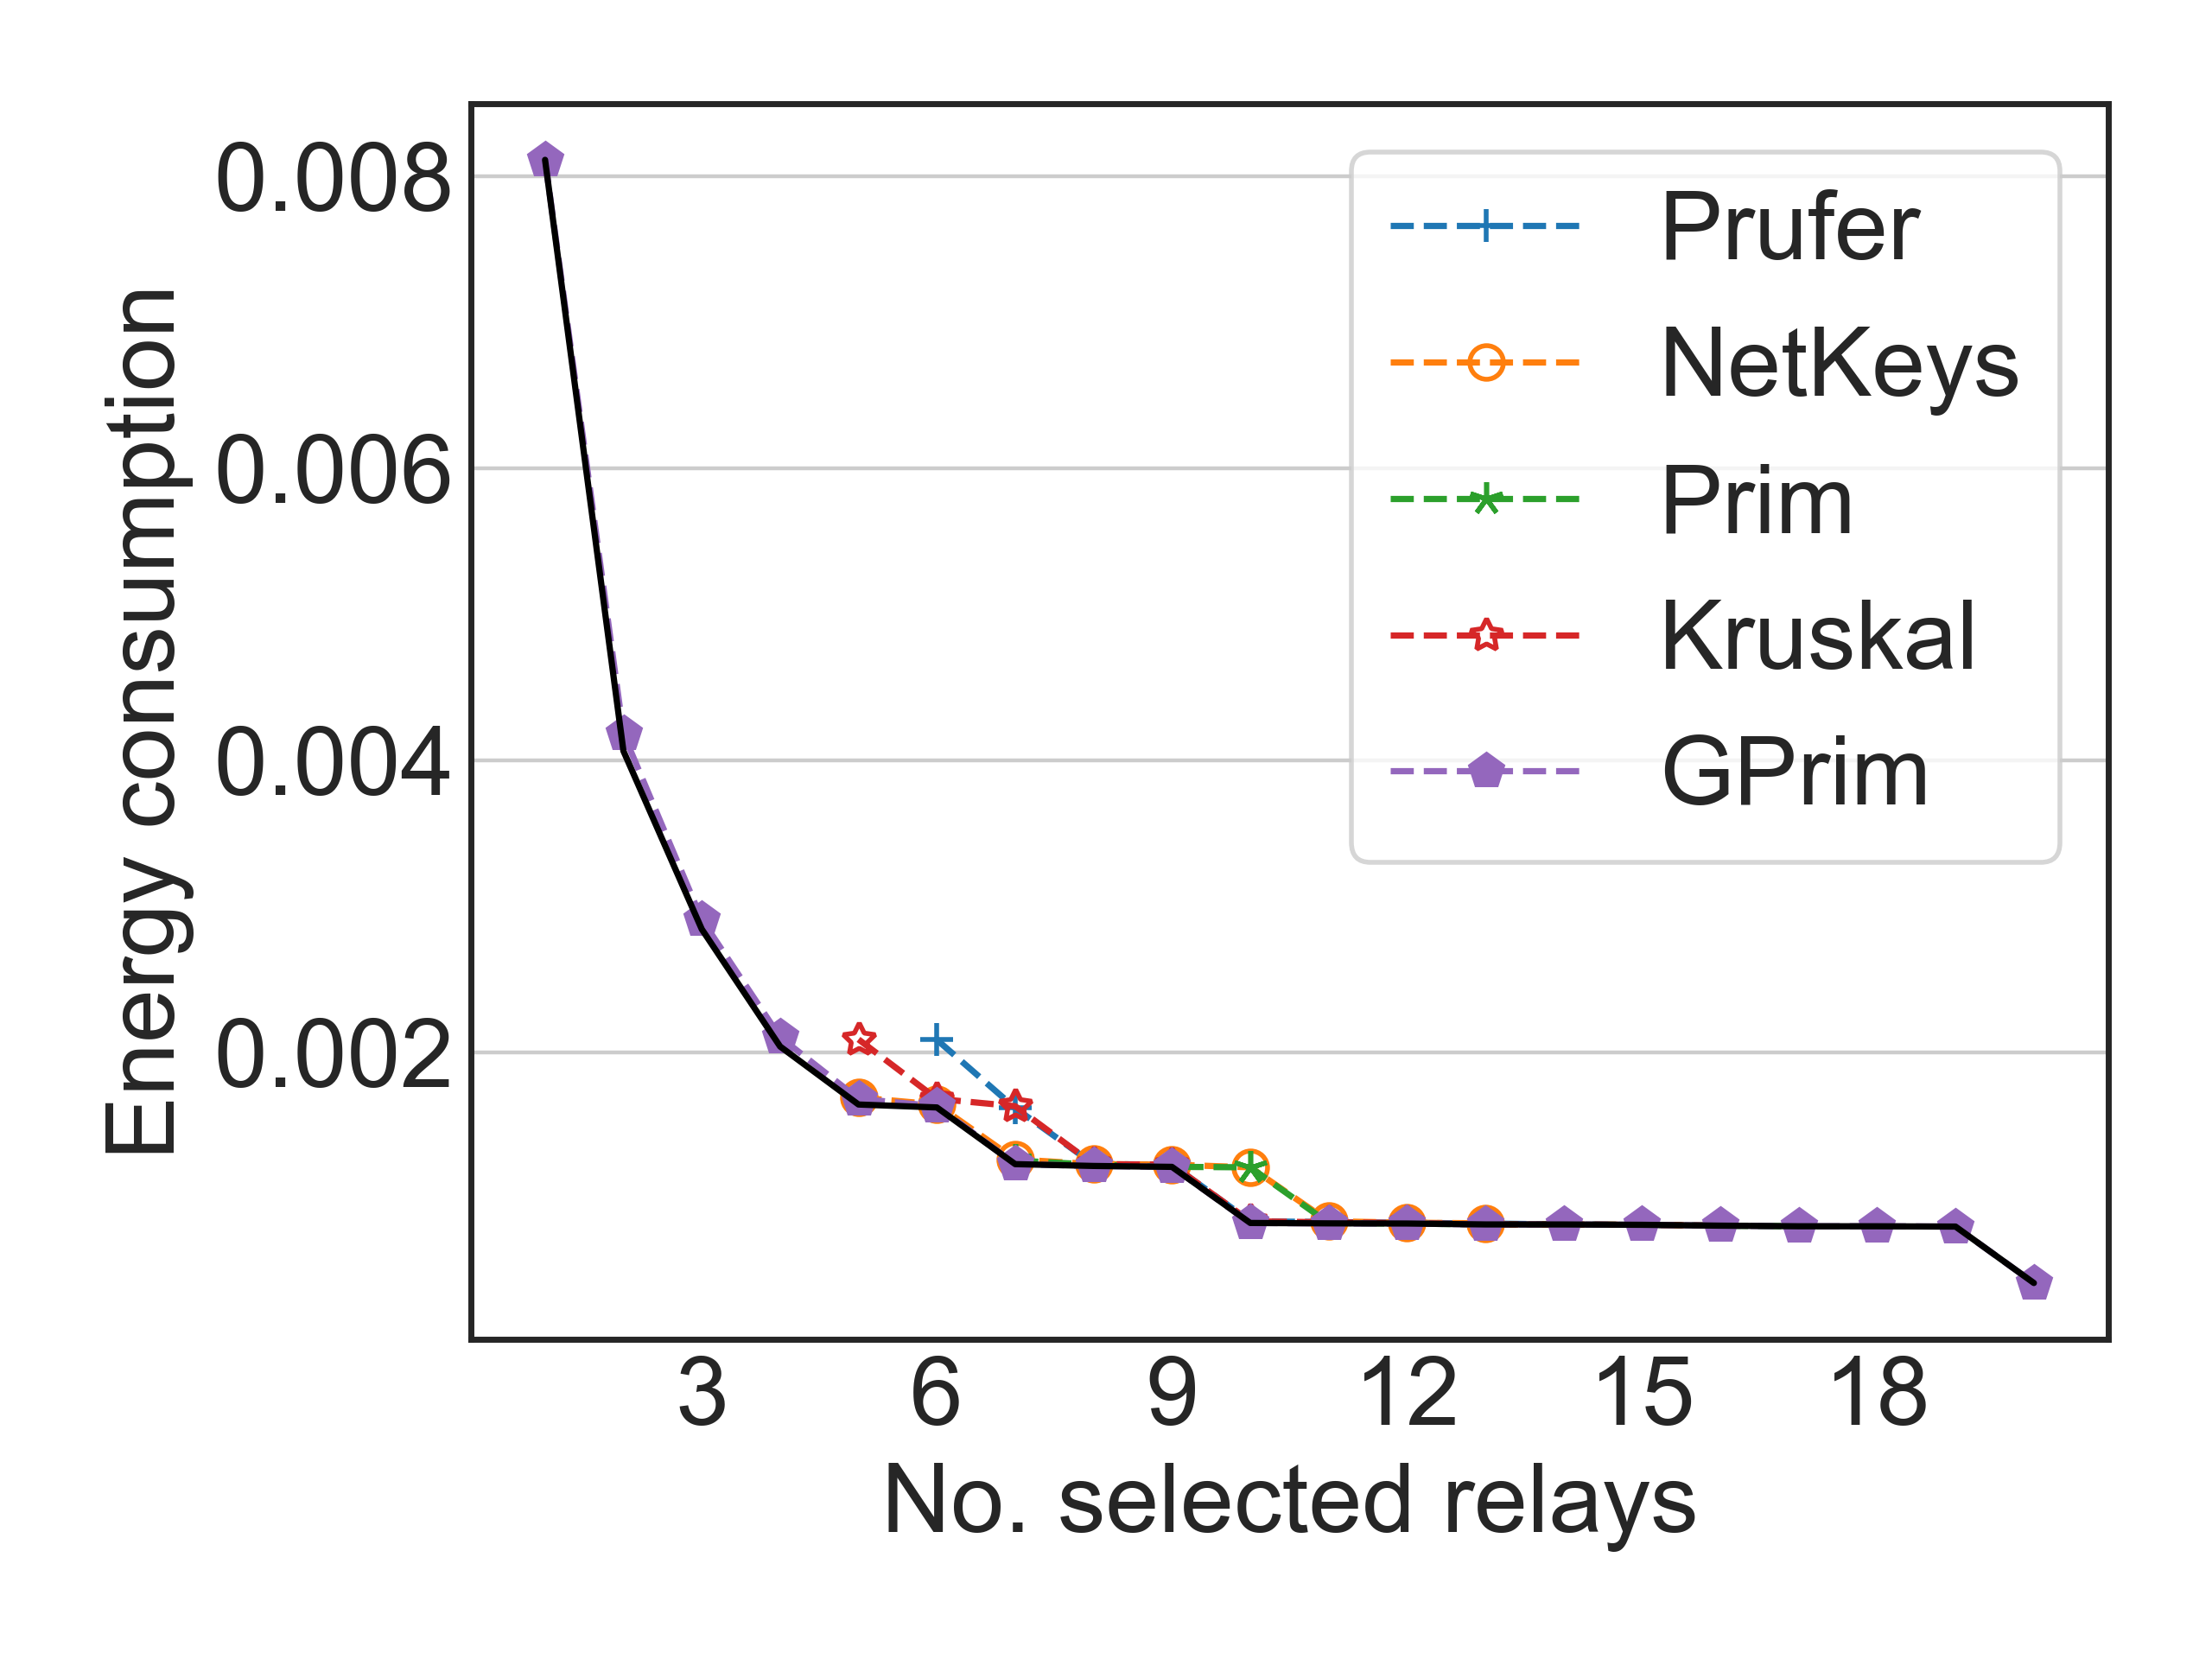 Energy consumption
0.008
0.006
0.004
0.002
Prufer
NetKeys
Prim
Kruskal
GPrim
3 6 9 12 15 18
No. selected relays